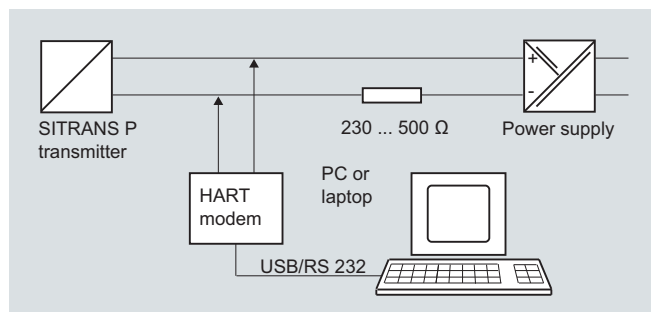 +
-
SITRANS P
transmitter
230 ... 500 Ω
Power supply
PC or
laptop
HART
modem
USB/RS 232